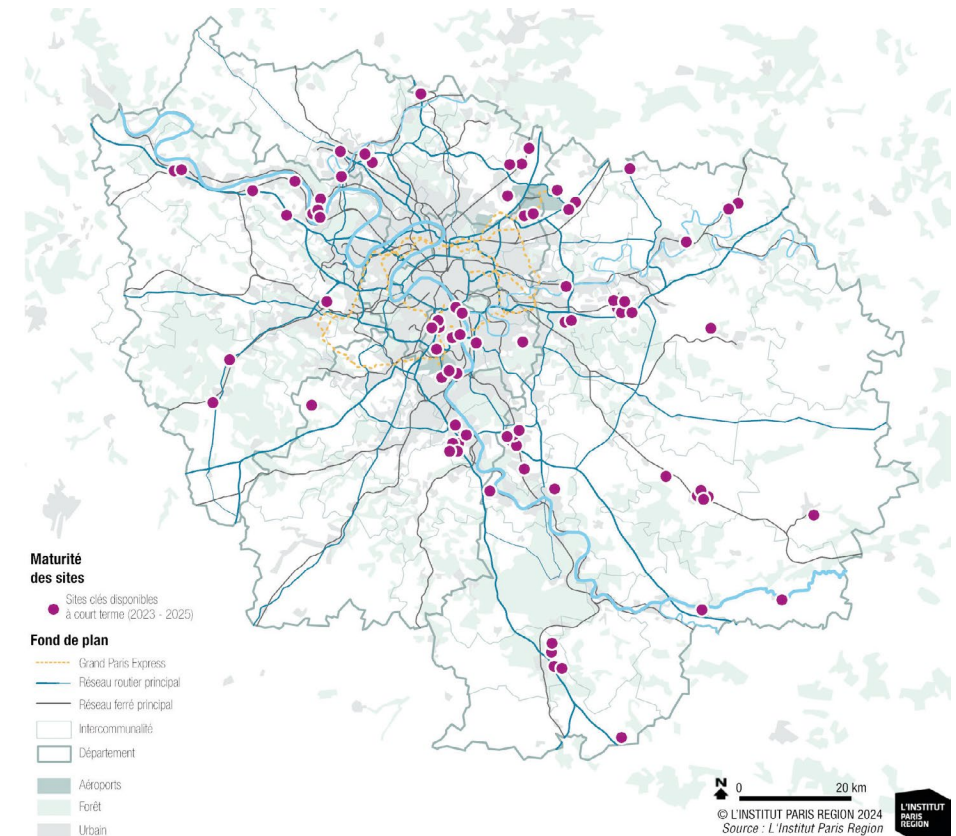 Maturité
des sites
Sites clés disponibles
à court terme (2023 - 2025)
Fond de plan
Grand Paris Express
Réseau routier principal
Réseau ferré principal
Intercommunalité
Département
Aéroports
Forêt
Urbain
N
0
20 km
© L'INSTITUT PARIS REGION 2024
Source : L'Institut Paris Region
L'INSTITUT
PARIS
REGION